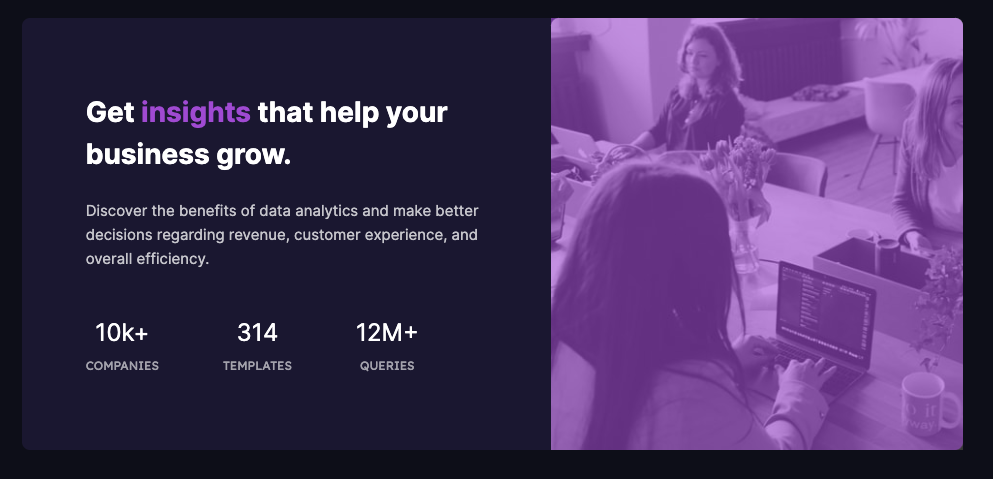 Get insights that help your
business grow.
Discover the benefits of data analytics and make better
decisions regarding revenue, customer experience, and
overall efficiency.
10k+ 314 12M+
COMPANIES TEMPLATES QUERIES